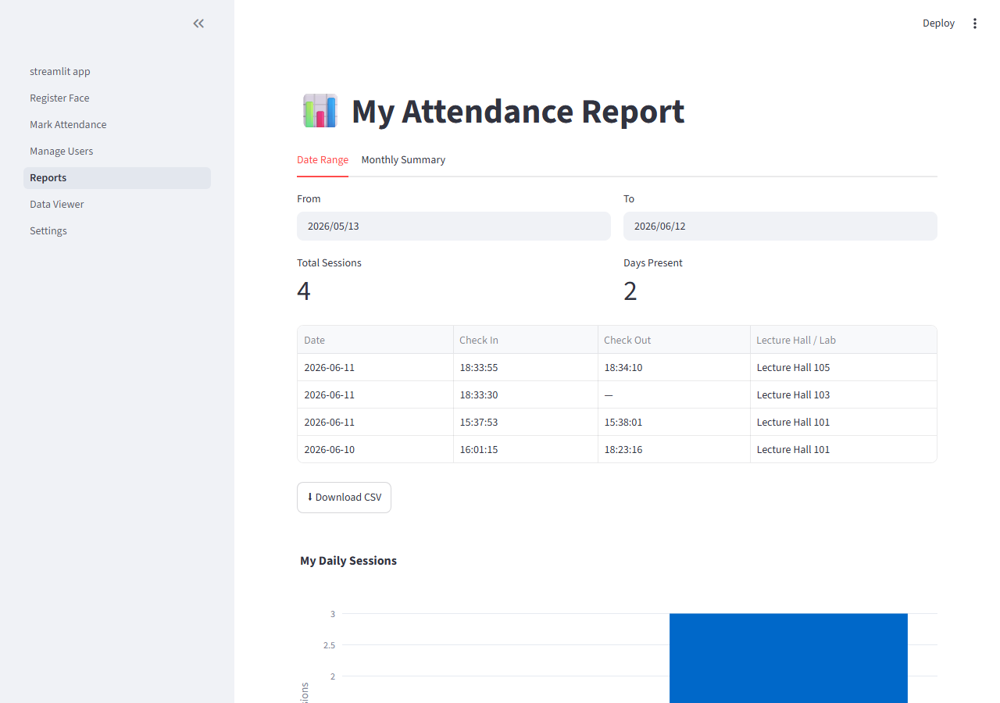 Deploy
streamlit app
Register Face
Mark Attendance
Manage Users
Reports
Data Viewer
Settings
My Attendance Report
Date Range Monthly Summary
From To
2026/05/13 2026/06/12
Total Sessions Days Present
4 2
Date Check In Check Out Lecture Hall / Lab
2026-06-11 18:33:55 18:34:10 Lecture Hall 105
2026-06-11 18:33:30 — Lecture Hall 103
2026-06-11 15:37:53 15:38:01 Lecture Hall 101
2026-06-10 16:01:15 18:23:16 Lecture Hall 101
⬇ Download CSV
My Daily Sessions
3
2.5
2